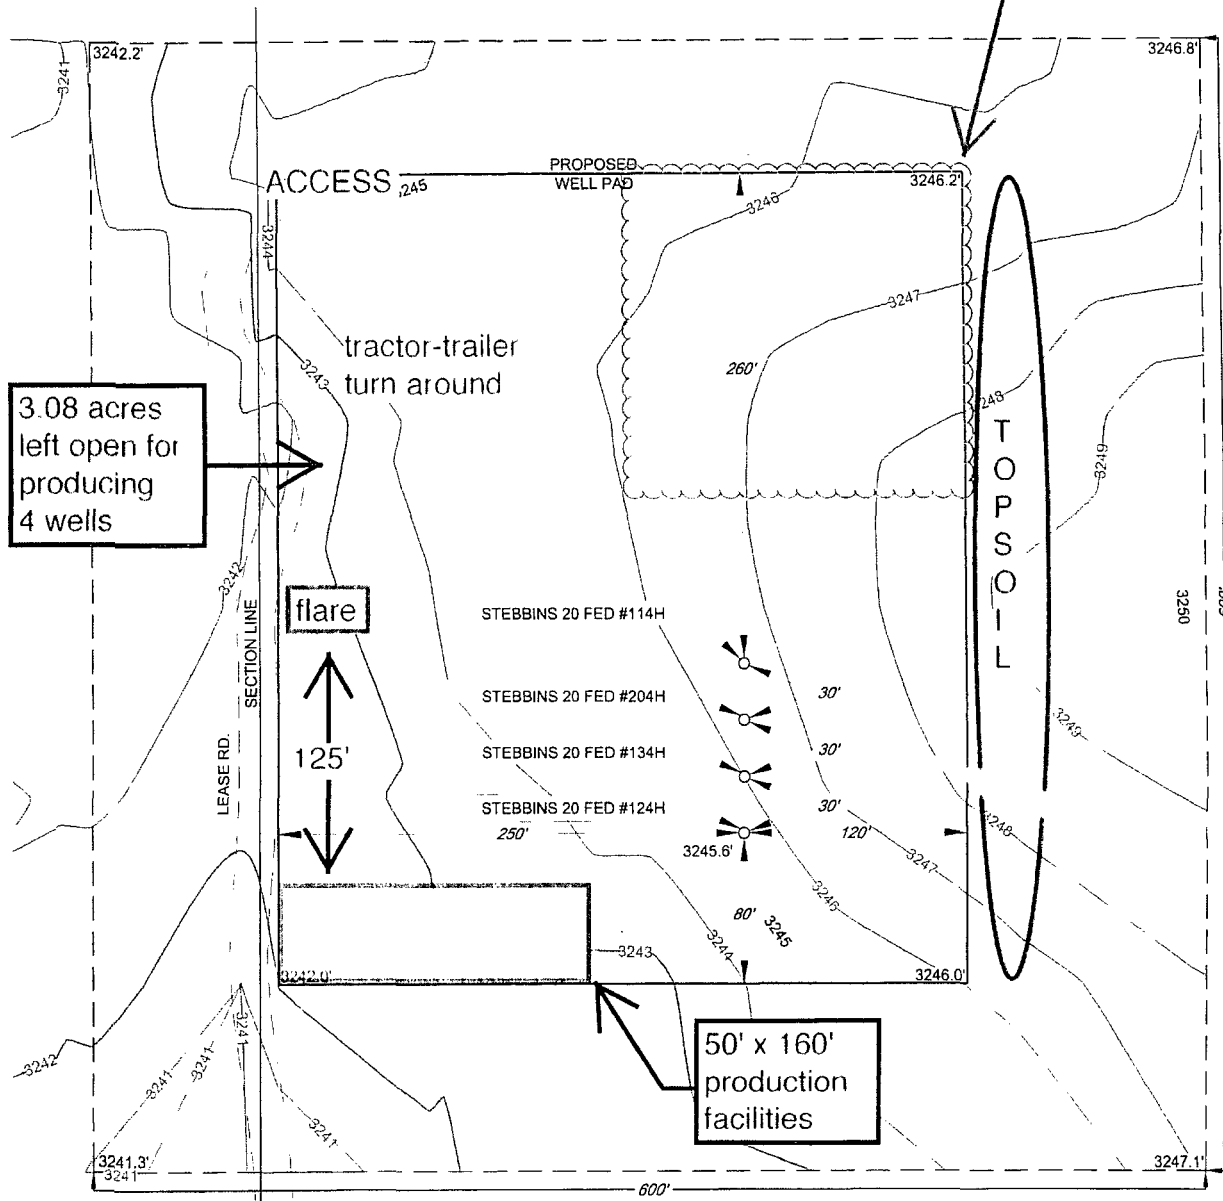 3242.2'
3246.8'
3241
PROPOSED
WELL PAD
ACCESS
3245
3246.2'
3246
3244
3247
tractor-trailer
turn around
260'
3243
3248
3.08 acres
left open for
producing
4 wells
TOPSOIL
3249
3242
flare
STEBBINS 20 FED #114H
3250
SECTION LINE
STEBBINS 20 FED #204H
30'
3249
125'
STEBBINS 20 FED #134H
30'
LEASE RD.
STEBBINS 20 FED #124H
30'
250'
120'
3248
3245.6'
3247
3246
80'
3245
3244
3243
3242.0'
3246.0'
50' x 160'
production
facilities
3241
3242
3241
3241
3241
3241.3'
3241
3247.1'
600'